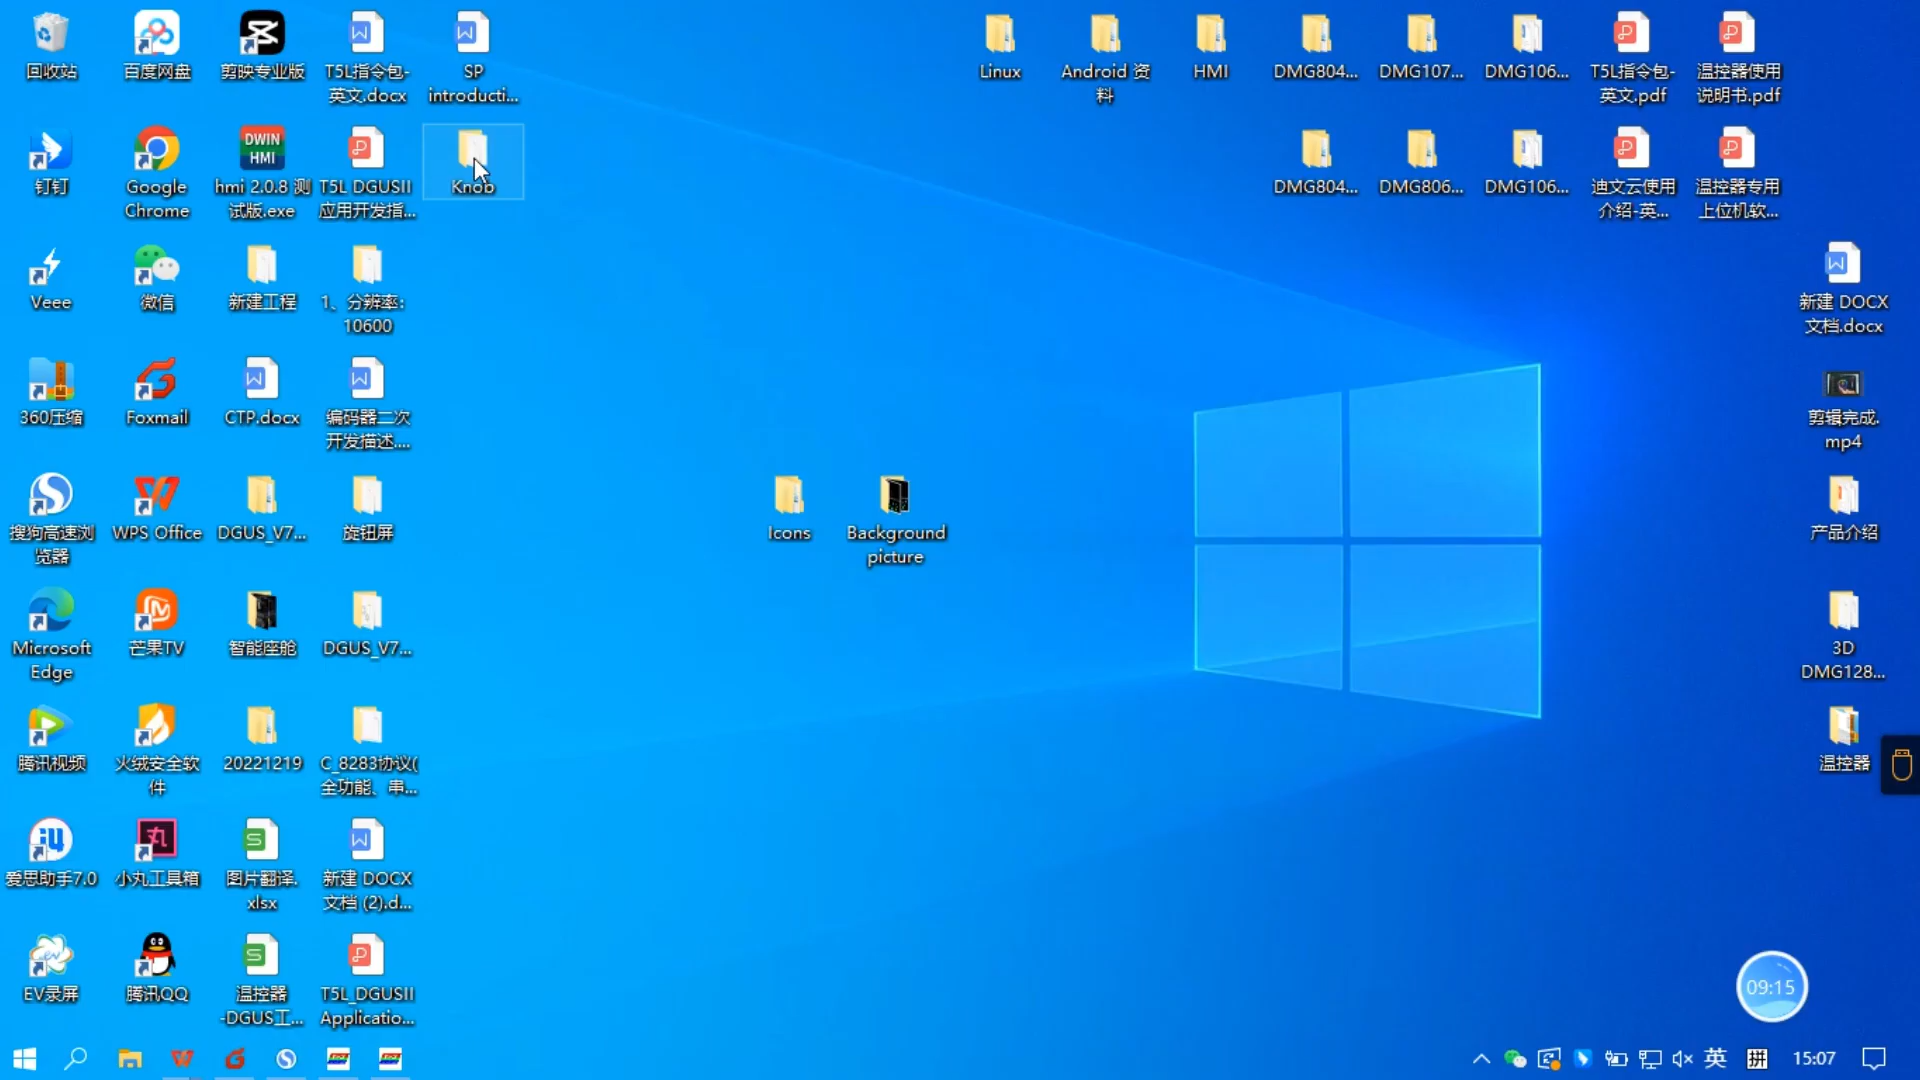 回收站
百度网盘
剪映专业版
T5L指令包-
英文.docx
SP
introducti...
Linux
Android 资
料
HMI
DMG804...
DMG107...
DMG106...
T5L指令包-
英文.pdf
温控器使用
说明书.pdf
钉钉
Google
Chrome
DWIN
HMI
hmi 2.0.8 测
试版.exe
T5L DGUSII
应用开发指...
Knob
DMG804...
DMG806...
DMG106...
迪文云使用
介绍-英...
温控器专用
上位机软...
Veee
微信
新建工程
1、分辨率:
10600
新建 DOCX
文档.docx
360压缩
Foxmail
CTP.docx
编码器二次
开发描述....
剪辑完成.
mp4
搜狗高速浏
览器
WPS Office
DGUS_V7...
旋钮屏
Icons
Background
picture
产品介绍
Microsoft
Edge
芒果TV
智能座舱
DGUS_V7...
3D
DMG128...
腾讯视频
火绒安全软
件
20221219
C_8283协议(
全功能、串...
温控器
爱思助手7.0
小丸工具箱
图片翻译.
xlsx
新建 DOCX
文档 (2).d...
EV录屏
腾讯QQ
温控器
-DGUS工...
T5L_DGUSII
Applicatio...
09:15
英
拼
15:07